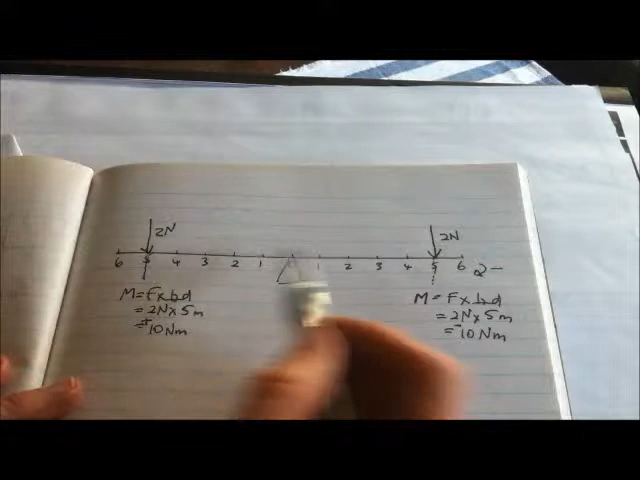 2N 2N
6 5 4 3 2 1 1 2 3 4 5 6
M = F x ⊥d M = F x ⊥d
= 2N x 5m = 2N x 5m
= +10 Nm = -10 Nm